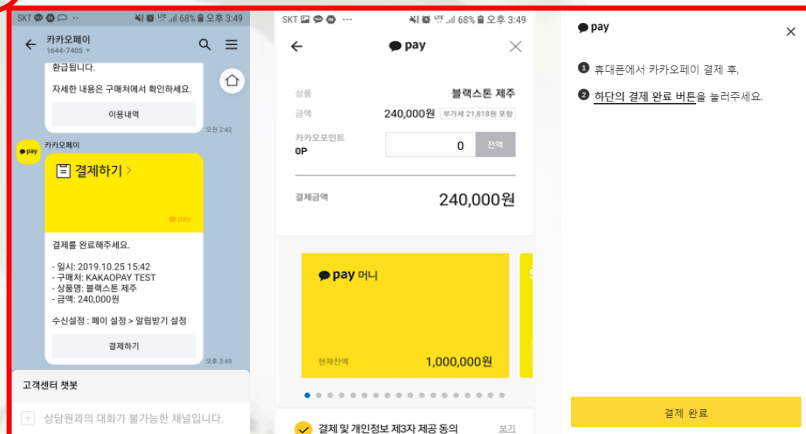 SKT 68% 오후 3:49
카카오페이
1644-7405
환급됩니다.
자세한 내용은 구매처에서 확인하세요.
이용내역
오전 2:42
카카오페이
pay
결제하기 >
pay
결제를 완료해주세요.
- 일시: 2019.10.25 15:42
- 구매처: KAKAOPAY TEST
- 상품명: 블랙스톤 제주
- 금액: 240,000원
수신설정 : 페이 설정 > 알림받기 설정
결제하기
오후 3:49
고객센터 챗봇
상담원과의 대화가 불가능한 채널입니다.
SKT ··· 68% 오후 3:49
pay
상품 블랙스톤 제주
금액 240,000원 부가세 21,818원 포함
카카오포인트
0P
0 전액
결제금액 240,000원
pay 머니
현재잔액 1,000,000원
결제 및 개인정보 제3자 제공 동의 보기
pay
1 휴대폰에서 카카오페이 결제 후,
2 하단의 결제 완료 버튼을 눌러주세요.
결제 완료